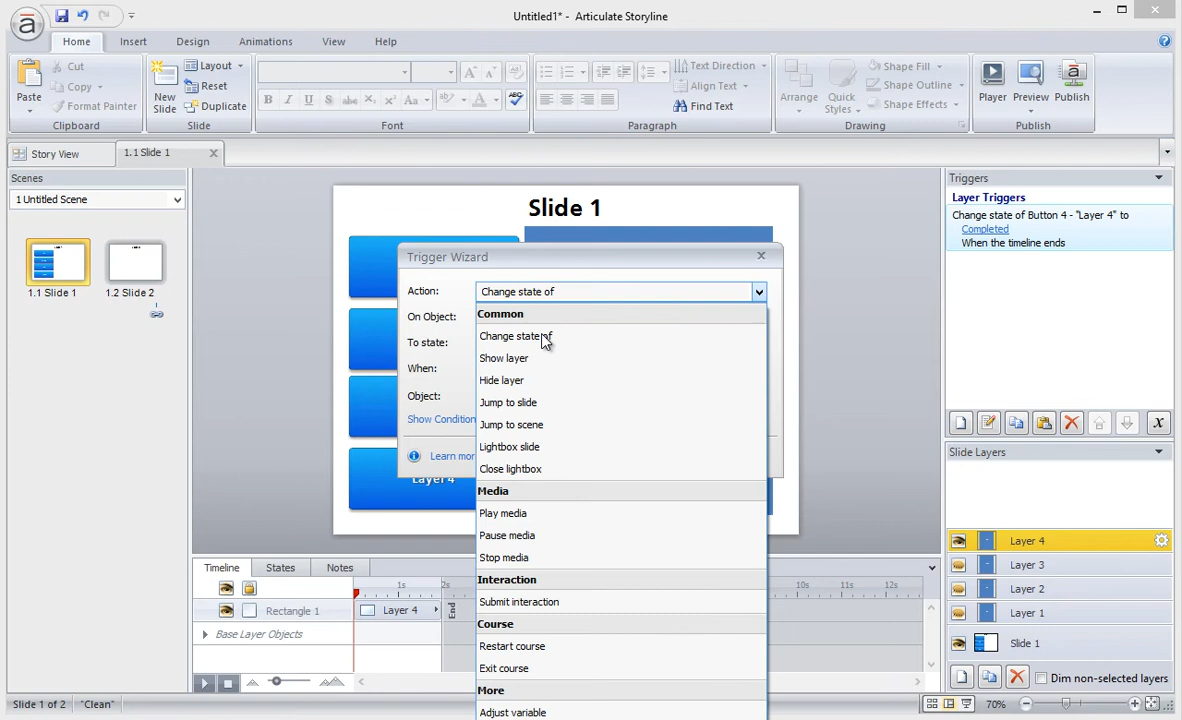 Untitled1* - Articulate Storyline
Home Insert Design Animations View Help
Paste
Cut
Copy
Format Painter
Clipboard
New Slide
Layout
Reset
Duplicate
Slide
B I U S abc X₂ X² Aa A
ABC
Font
Text Direction
Align Text
Find Text
Paragraph
Arrange
Quick Styles
Shape Fill
Shape Outline
Shape Effects
Drawing
Player Preview Publish
Publish
Story View
1.1 Slide 1
Scenes
1 Untitled Scene
1.1 Slide 1
1.2 Slide 2
Slide 1
Layer 4
Trigger Wizard
Action: Change state of
On Object:
To state:
When:
Object:
Show Condition
Learn mor
Common
Change state of
Show layer
Hide layer
Jump to slide
Jump to scene
Lightbox slide
Close lightbox
Media
Play media
Pause media
Stop media
Interaction
Submit interaction
Course
Restart course
Exit course
More
Adjust variable
Triggers
Layer Triggers
Change state of Button 4 - "Layer 4" to
Completed
When the timeline ends
X
Slide Layers
Layer 4
Layer 3
Layer 2
Layer 1
Slide 1
Dim non-selected layers
Timeline States Notes
1s 2s 10s 11s 12s
Rectangle 1
Layer 4
End
Base Layer Objects
Slide 1 of 2 "Clean"
70%